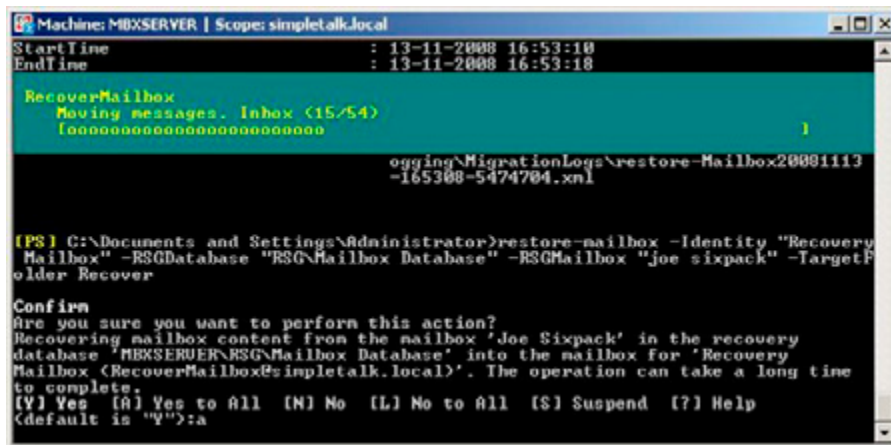 Machine: MBXSERVER | Scope: simpletalk.local
StartTime : 13-11-2008 16:53:10
EndTime : 13-11-2008 16:53:18
RecoverMailbox
Moving messages. Inbox (15/54)
[oooooooooooooooooooooooooo ]
ogging\MigrationLogs\restore-Mailbox20081113
-165308-5474704.xml
[PS] C:\Documents and Settings\Administrator>restore-mailbox -Identity "Recovery
Mailbox" -RSGDatabase "RSG\Mailbox Database" -RSGMailbox "joe sixpack" -TargetF
older Recover
Confirm
Are you sure you want to perform this action?
Recovering mailbox content from the mailbox 'Joe Sixpack' in the recovery
database 'MBXSERVER\RSG\Mailbox Database' into the mailbox for 'Recovery
Mailbox (RecoverMailbox@simpletalk.local)'. The operation can take a long time
to complete.
[Y] Yes [A] Yes to All [N] No [L] No to All [S] Suspend [?] Help
(default is "Y"):a